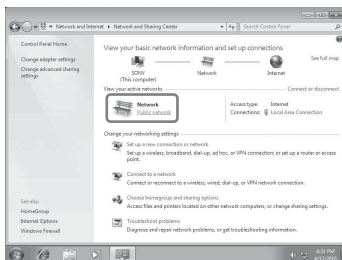 Network and Internet ▸ Network and Sharing Center
Search Control Panel
Control Panel Home
Change adapter settings
Change advanced sharing
settings
View your basic network information and set up connections
See full map
SONY
(This computer)
Network
Internet
View your active networks
Connect or disconnect
Network
Public network
Access type: Internet
Connections: Local Area Connection
Change your networking settings
Set up a new connection or network
Set up a wireless, broadband, dial-up, ad hoc, or VPN connection; or set up a router or access
point.
Connect to a network
Connect or reconnect to a wireless, wired, dial-up, or VPN network connection.
Choose homegroup and sharing options
Access files and printers located on other network computers, or change sharing settings.
Troubleshoot problems
Diagnose and repair network problems, or get troubleshooting information.
See also
HomeGroup
Internet Options
Windows Firewall